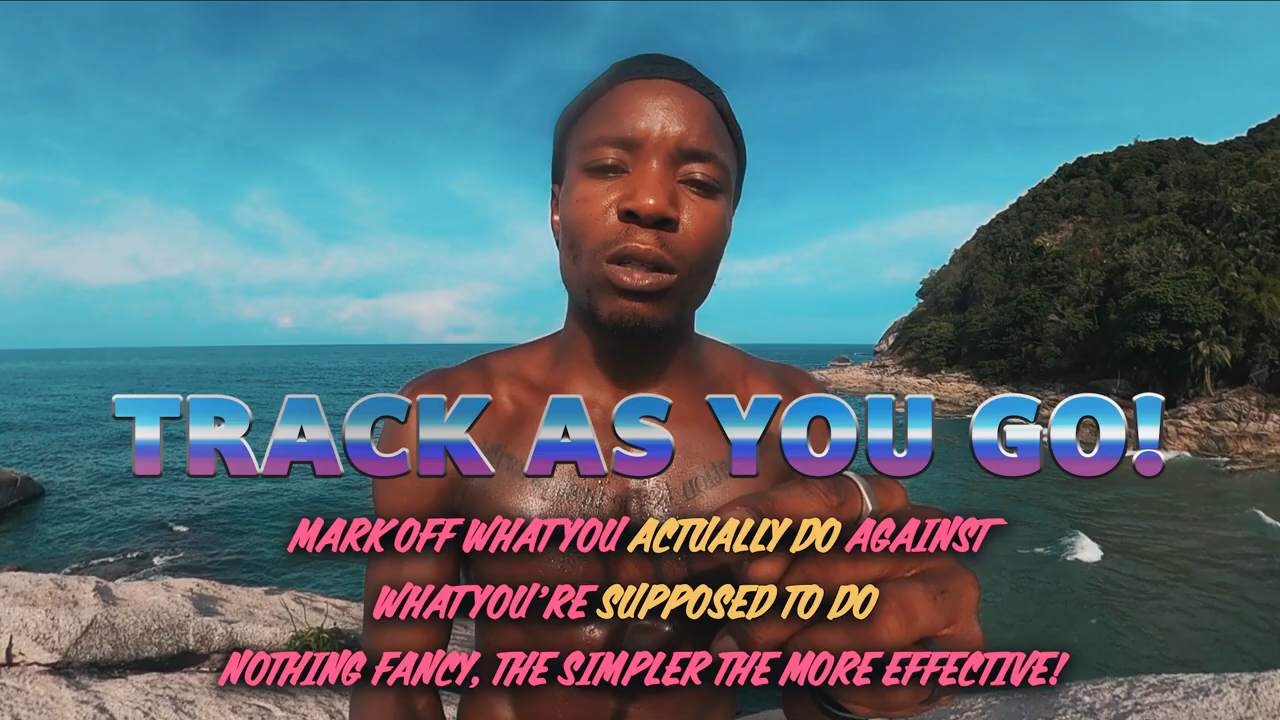 TRACK AS YOU GO!
MARK OFF WHAT YOU ACTUALLY DO AGAINST
WHAT YOU'RE SUPPOSED TO DO
NOTHING FANCY, THE SIMPLER THE MORE EFFECTIVE!